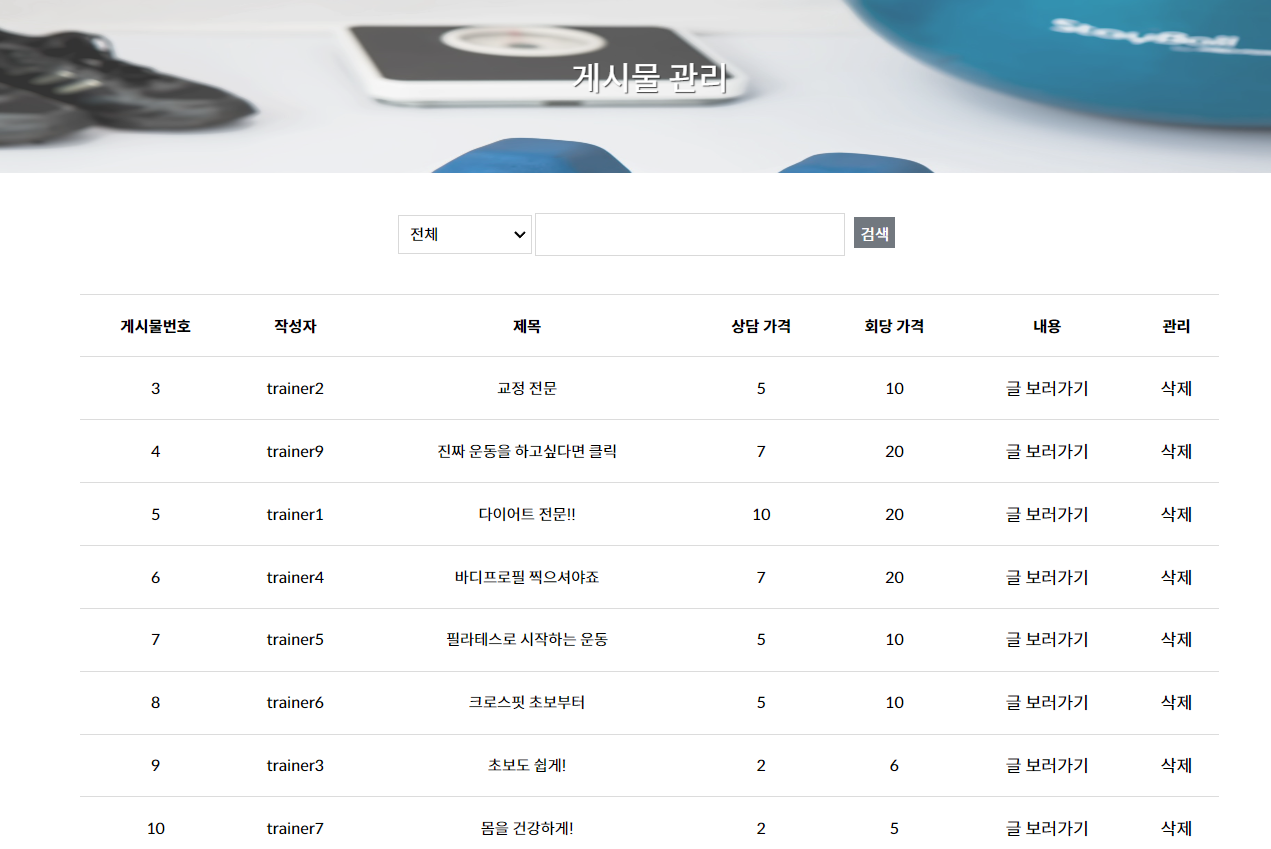 StayBall
게시물 관리
전체 검색
게시물번호 작성자 제목 상담 가격 회당 가격 내용 관리
3 trainer2 교정 전문 5 10 글 보러가기 삭제
4 trainer9 진짜 운동을 하고싶다면 클릭 7 20 글 보러가기 삭제
5 trainer1 다이어트 전문!! 10 20 글 보러가기 삭제
6 trainer4 바디프로필 찍으셔야죠 7 20 글 보러가기 삭제
7 trainer5 필라테스로 시작하는 운동 5 10 글 보러가기 삭제
8 trainer6 크로스핏 초보부터 5 10 글 보러가기 삭제
9 trainer3 초보도 쉽게! 2 6 글 보러가기 삭제
10 trainer7 몸을 건강하게! 2 5 글 보러가기 삭제